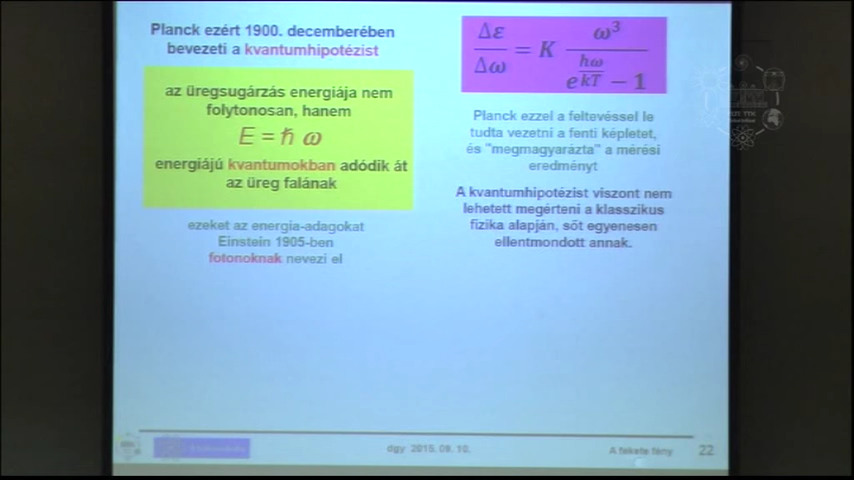 Planck ezért 1900. decemberében
bevezeti a kvantumhipotézist
az üregsugárzás energiája nem
folytonosan, hanem
E = ℏ ω
energiájú kvantumokban adódik át
az üreg falának
ezeket az energia-adagokat
Einstein 1905-ben
fotonoknak nevezi el
Δε/Δω = K ω³/(e^(ℏω/kT) − 1)
Planck ezzel a feltevéssel le
tudta vezetni a fenti képletet,
és "megmagyarázta" a mérési
eredményt
A kvantumhipotézist viszont nem
lehetett megérteni a klasszikus
fizika alapján, sőt egyenesen
ellentmondott annak.
dgy 2015. 09. 10.
A fekete fény
22